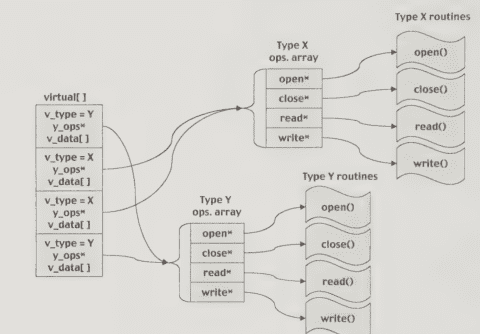 Type X routines
Type X
ops. array
open*
close*
read*
write*
open()
close()
read()
write()
virtual[ ]
v_type = Y
y_ops*
v_data[ ]
v_type = X
y_ops*
v_data[ ]
v_type = X
y_ops*
v_data[ ]
v_type = Y
y_ops*
v_data[ ]
Type Y
ops. array
open*
close*
read*
write*
Type Y routines
open()
close()
read()
write()